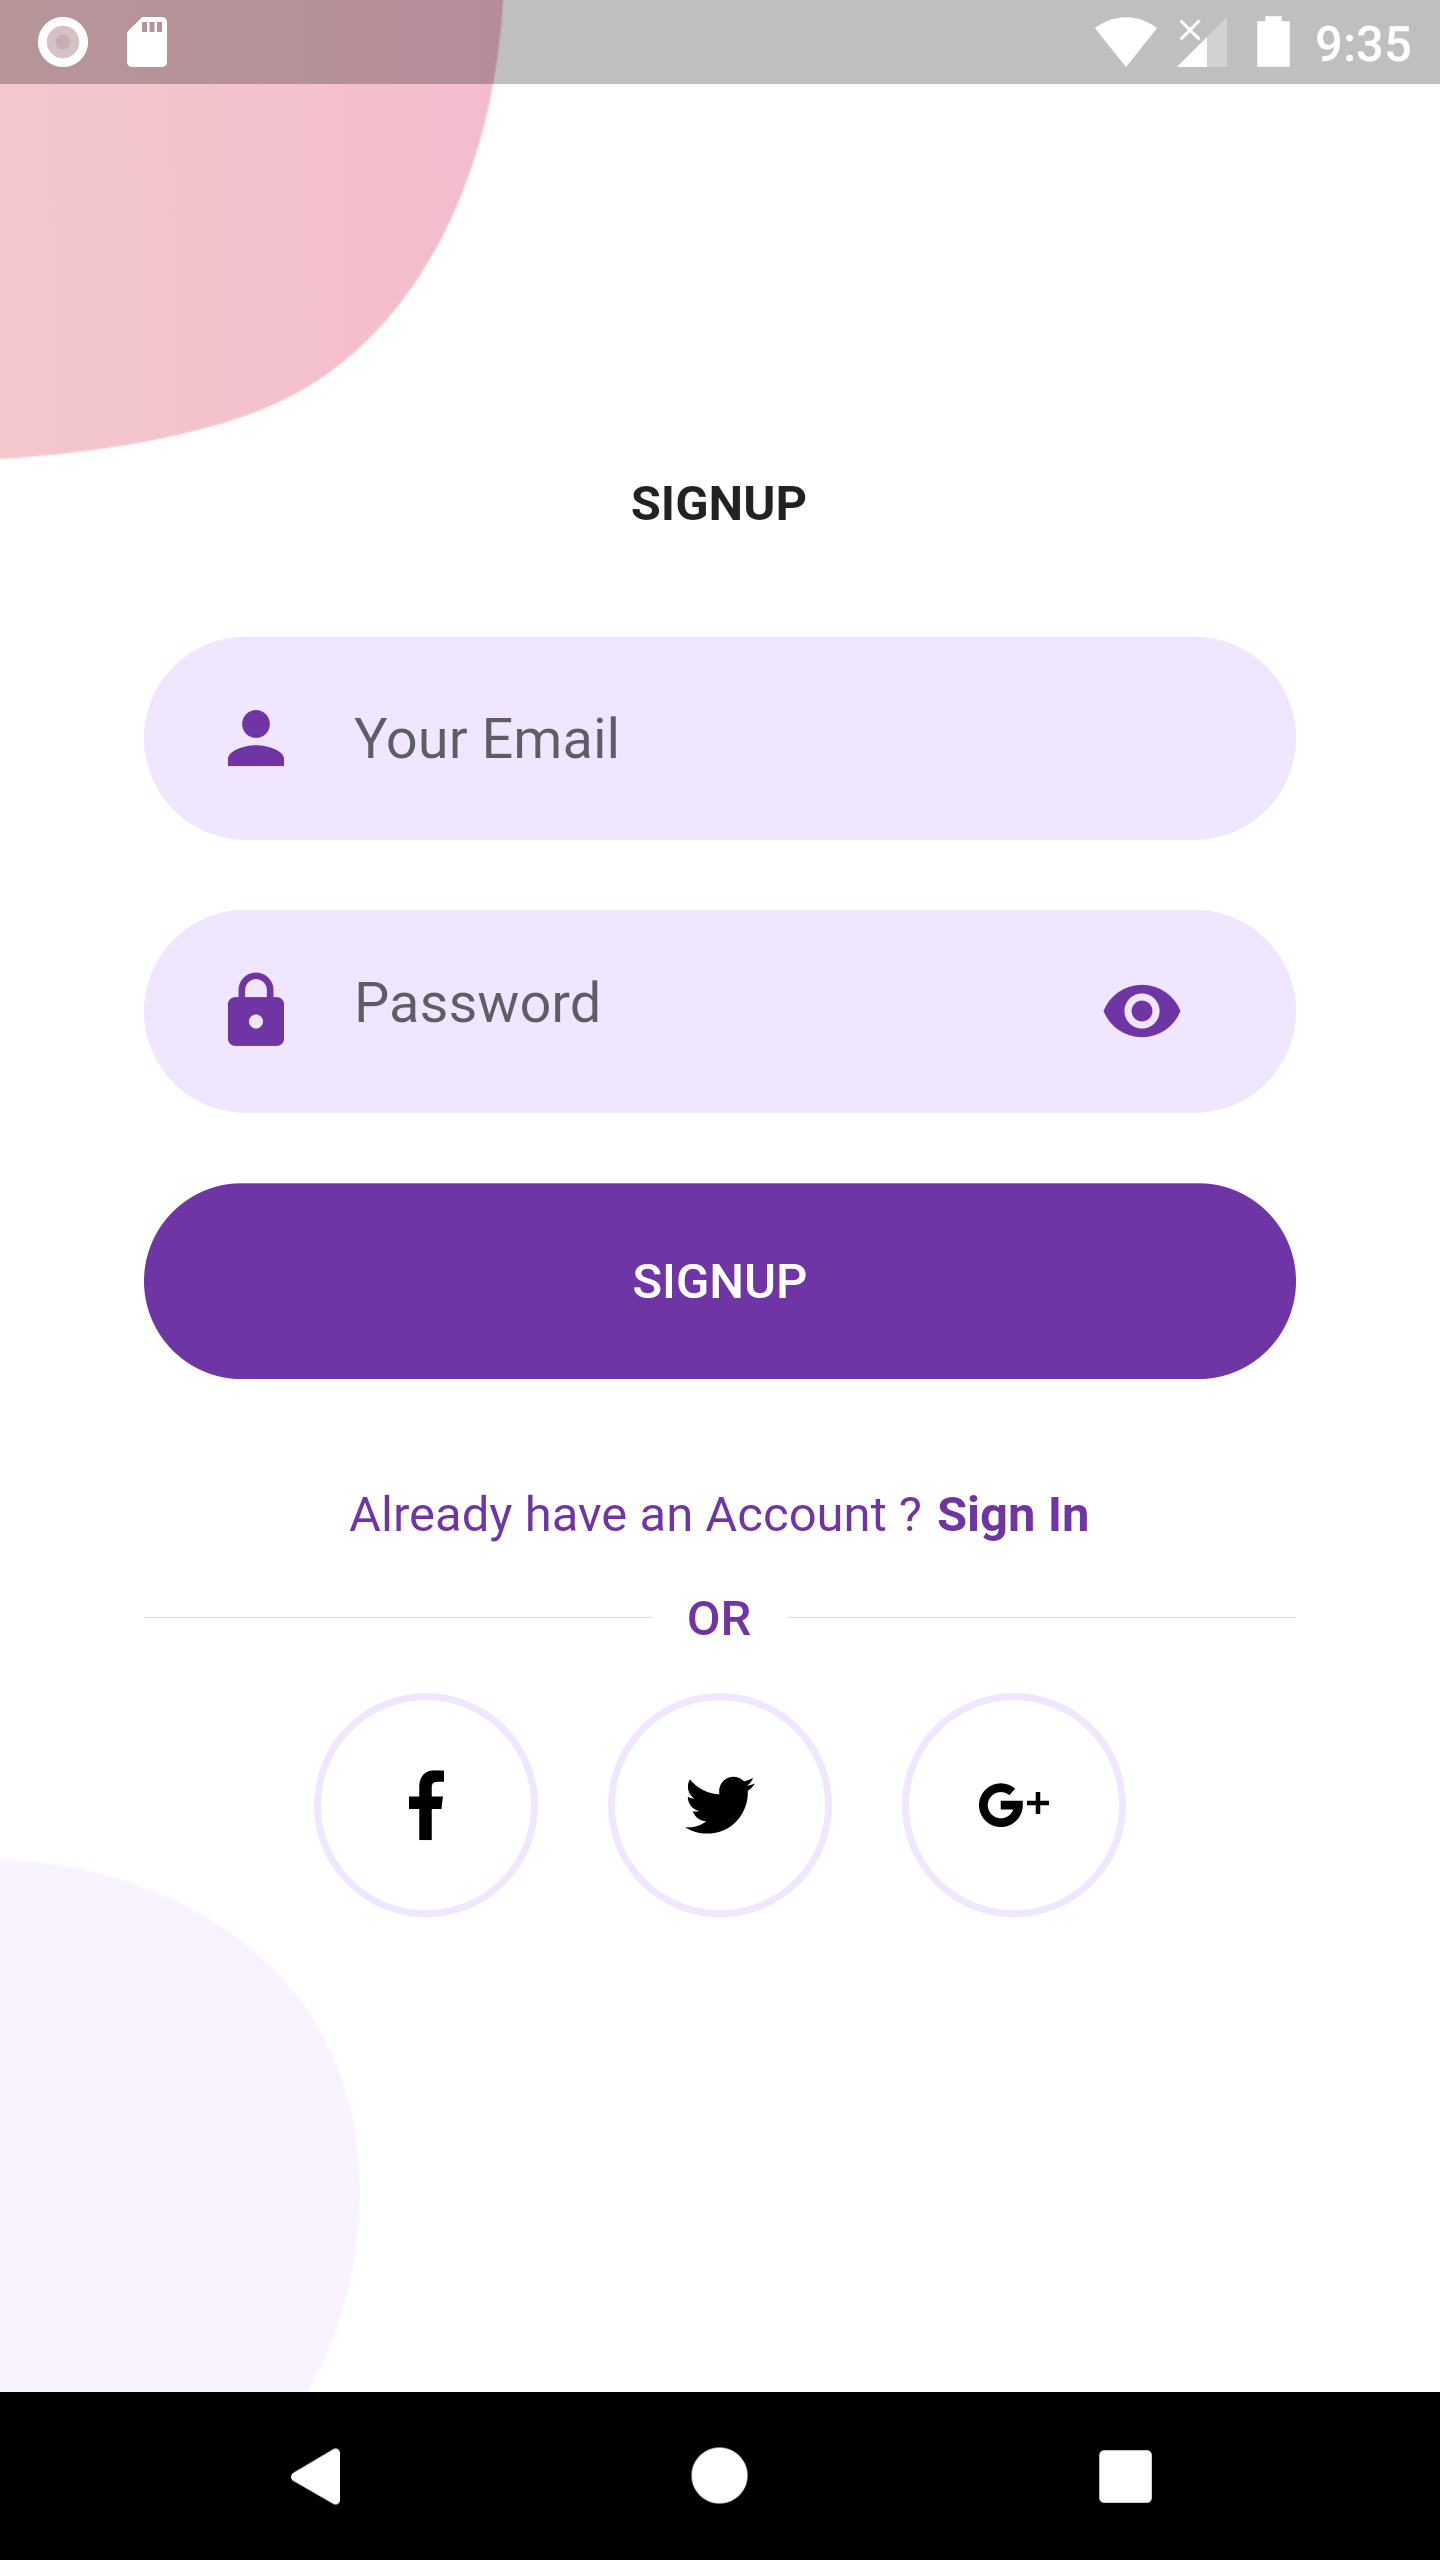 9:35
SIGNUP
Your Email
Password
SIGNUP
Already have an Account ? Sign In
OR
G+